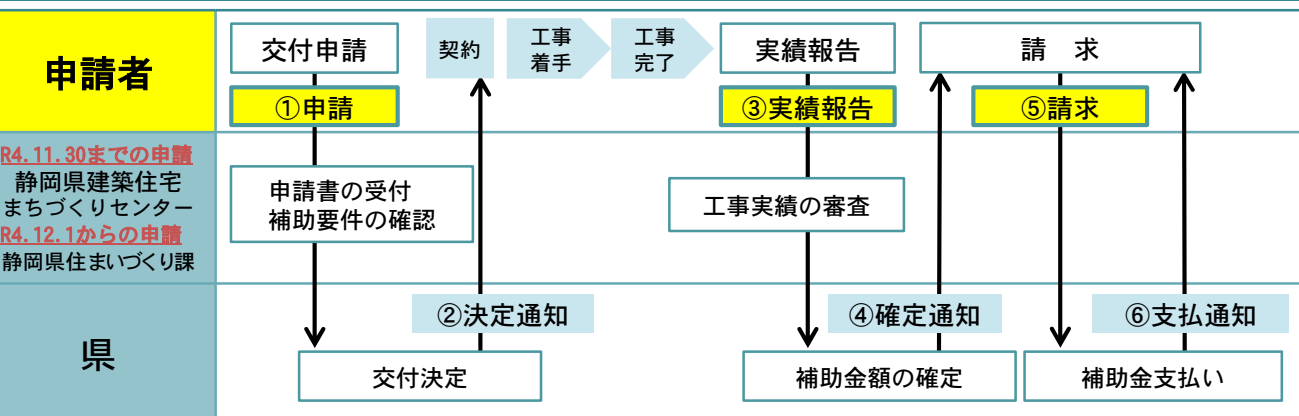 申請者
交付申請
契約
工事
着手
工事
完了
実績報告
請 求
①申請
③実績報告
⑤請求
R4.11.30までの申請
静岡県建築住宅
まちづくりセンター
R4.12.1からの申請
静岡県住まいづくり課
申請書の受付
補助要件の確認
工事実績の審査
県
②決定通知
④確定通知
⑥支払通知
交付決定
補助金額の確定
補助金支払い